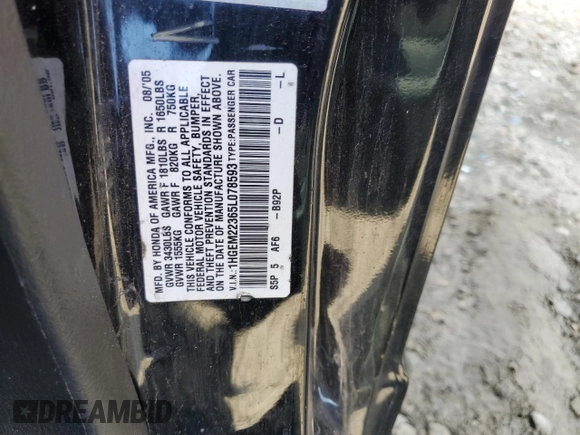 MFD. BY HONDA OF AMERICA MFG., INC. 08/'05
GVWR 3430LBS GAWR F 1810LBS R 1650LBS
GVWR 1555KG GAWR F 820KG R 750KG
THIS VEHICLE CONFORMS TO ALL APPLICABLE
FEDERAL MOTOR VEHICLE SAFETY, BUMPER,
AND THEFT PREVENTION STANDARDS IN EFFECT
ON THE DATE OF MANUFACTURE SHOWN ABOVE.
V.I.N.: 1HGEM22365L078593 TYPE: PASSENGER CAR
S5P 5 AF6 - B92P - D - L
DREAMBID